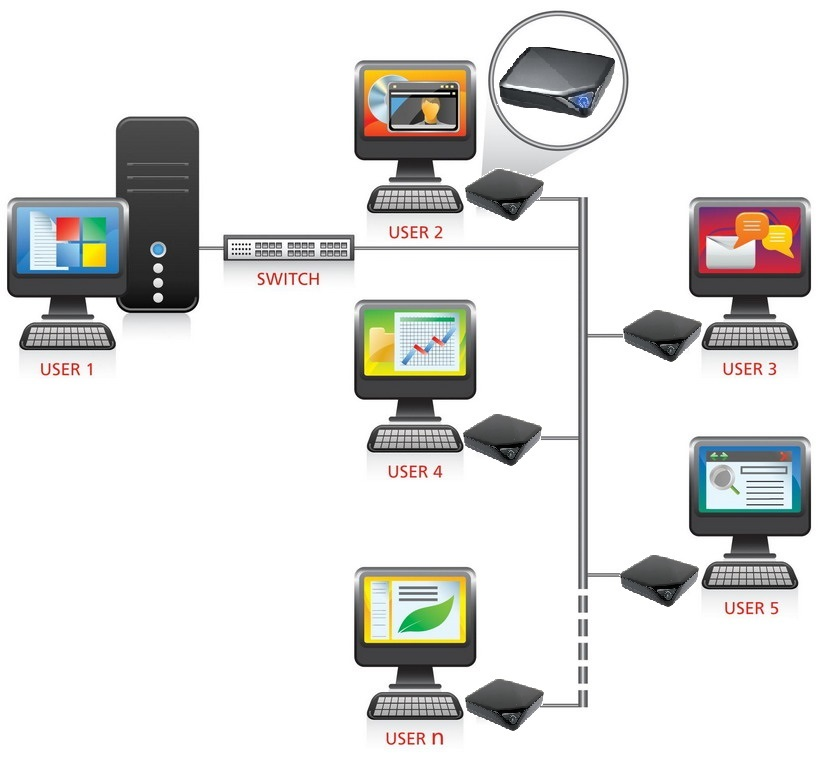 USER 2
SWITCH
USER 1
USER 3
USER 4
USER 5
USER n